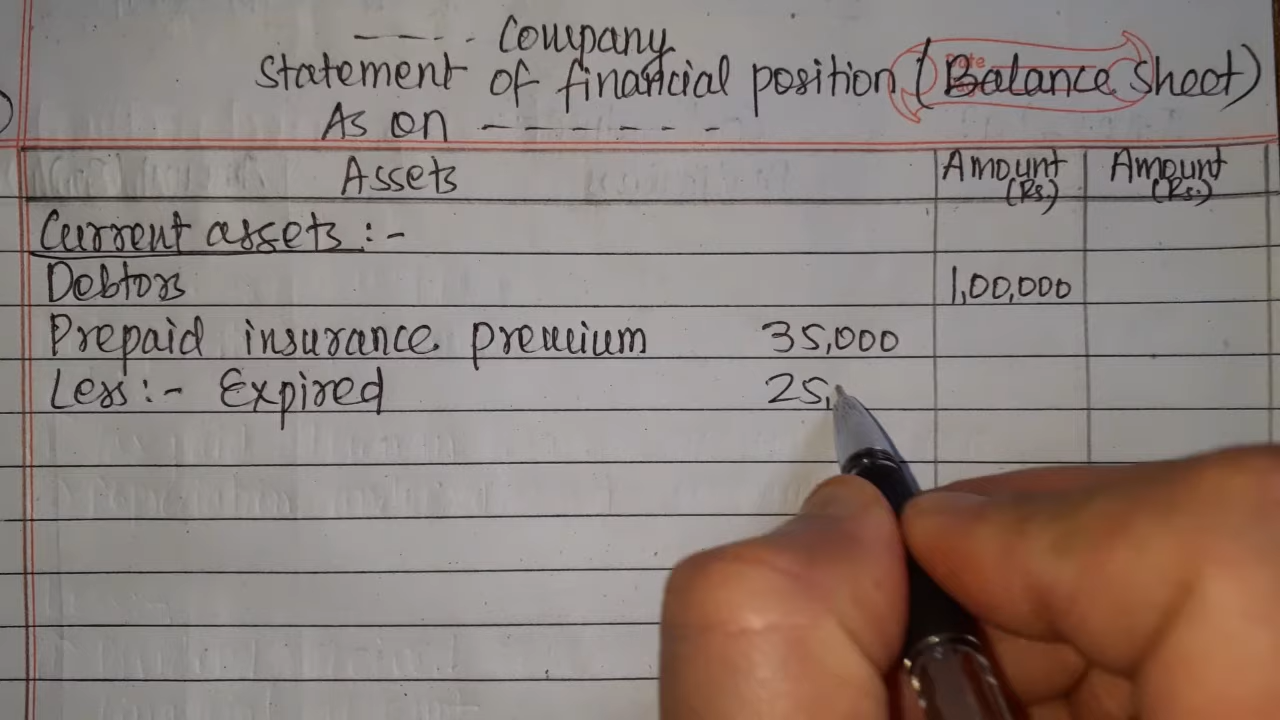 ---- Company
Statement of financial position (Balance Sheet)
As on -------
Assets Amount (Rs) Amount (Rs.)
Current assets :-
Debtors 1,00,000
Prepaid insurance premium 35,000
Less :- Expired 25,